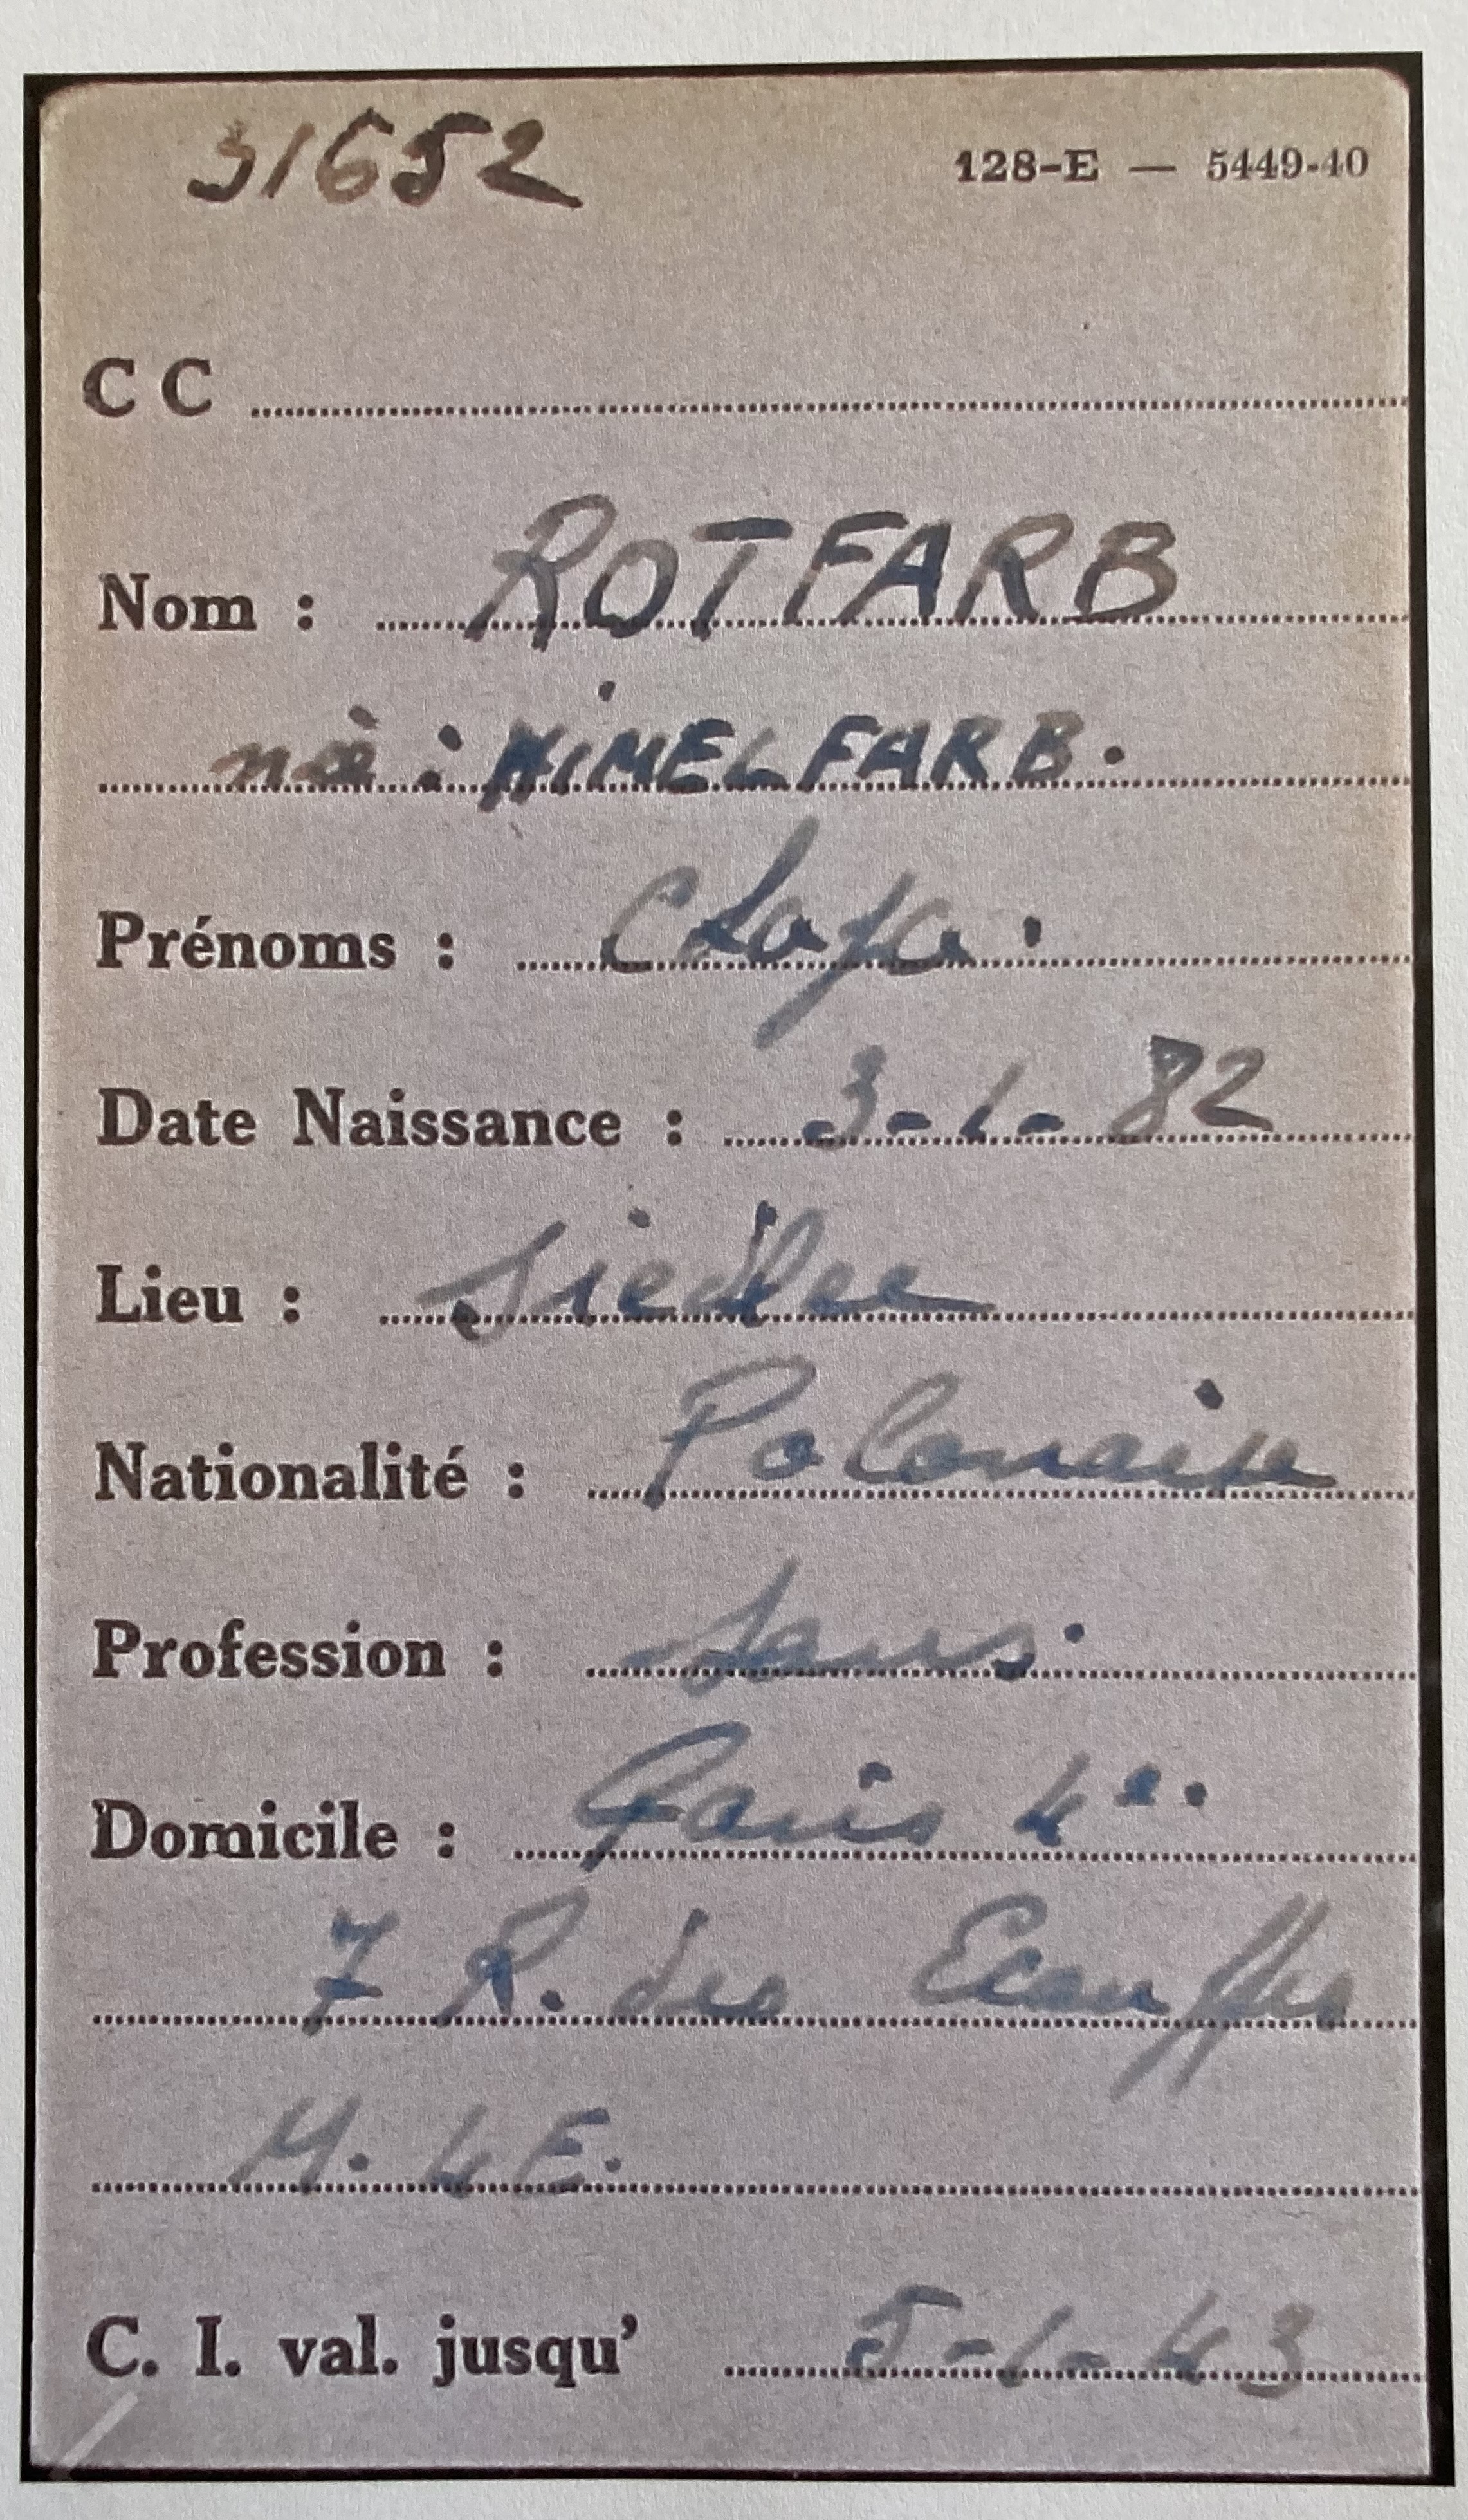 31652
128-E — 5449-40
CC
Nom : ROTFARB
née : HIMELFARB.
Prénoms : Chaja.
Date Naissance : 3-1-82
Lieu : Siedlec
Nationalité : Polonaise
Profession : Sans.
Domicile : Paris 4e.
7 R. des Ecouffes
M. 4E.
C. I. val. jusqu' 5-1-43